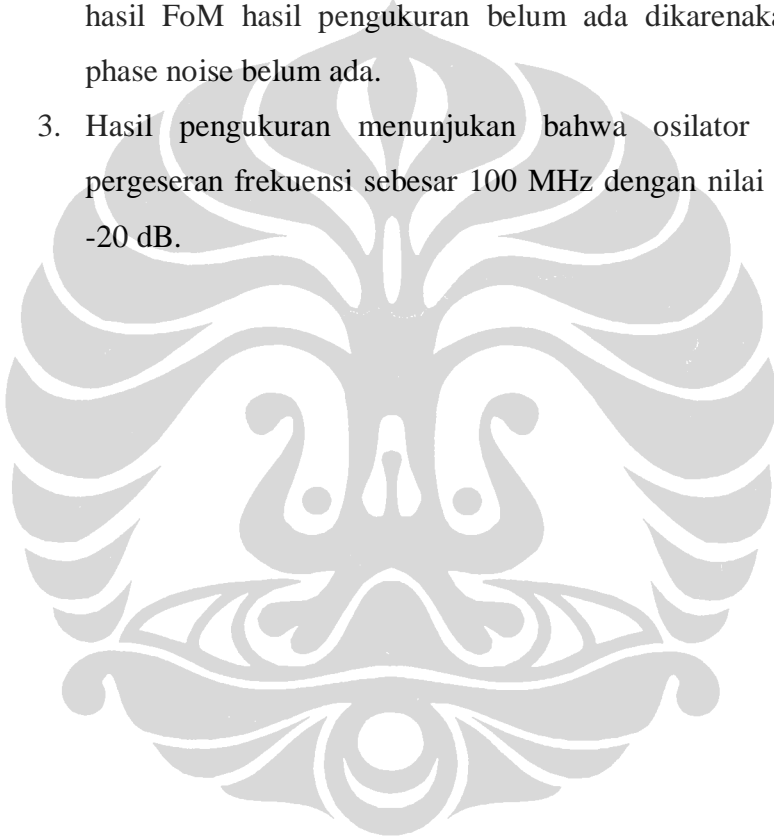 hasil FoM hasil pengukuran belum ada dikarenaka
phase noise belum ada.
3. Hasil pengukuran menunjukan bahwa osilator
pergeseran frekuensi sebesar 100 MHz dengan nilai
-20 dB.